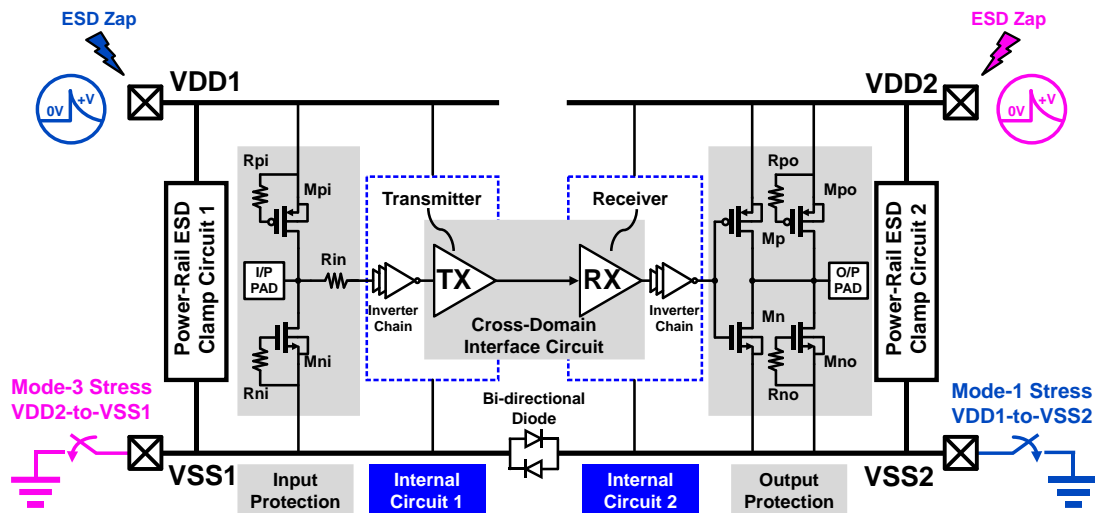 ESD Zap
ESD Zap
VDD1
VDD2
0V
+V
0V
+V
Rpi
Mpi
Transmitter
Receiver
Rpo
Mpo
Mp
Power-Rail ESD
Clamp Circuit 1
I/P
PAD
Rin
TX
RX
O/P
PAD
Power-Rail ESD
Clamp Circuit 2
Inverter
Chain
Inverter
Chain
Cross-Domain
Interface Circuit
Mn
Mni
Rni
Mno
Rno
Mode-3 Stress
VDD2-to-VSS1
Bi-directional
Diode
Mode-1 Stress
VDD1-to-VSS2
VSS1
VSS2
Input
Protection
Internal
Circuit 1
Internal
Circuit 2
Output
Protection